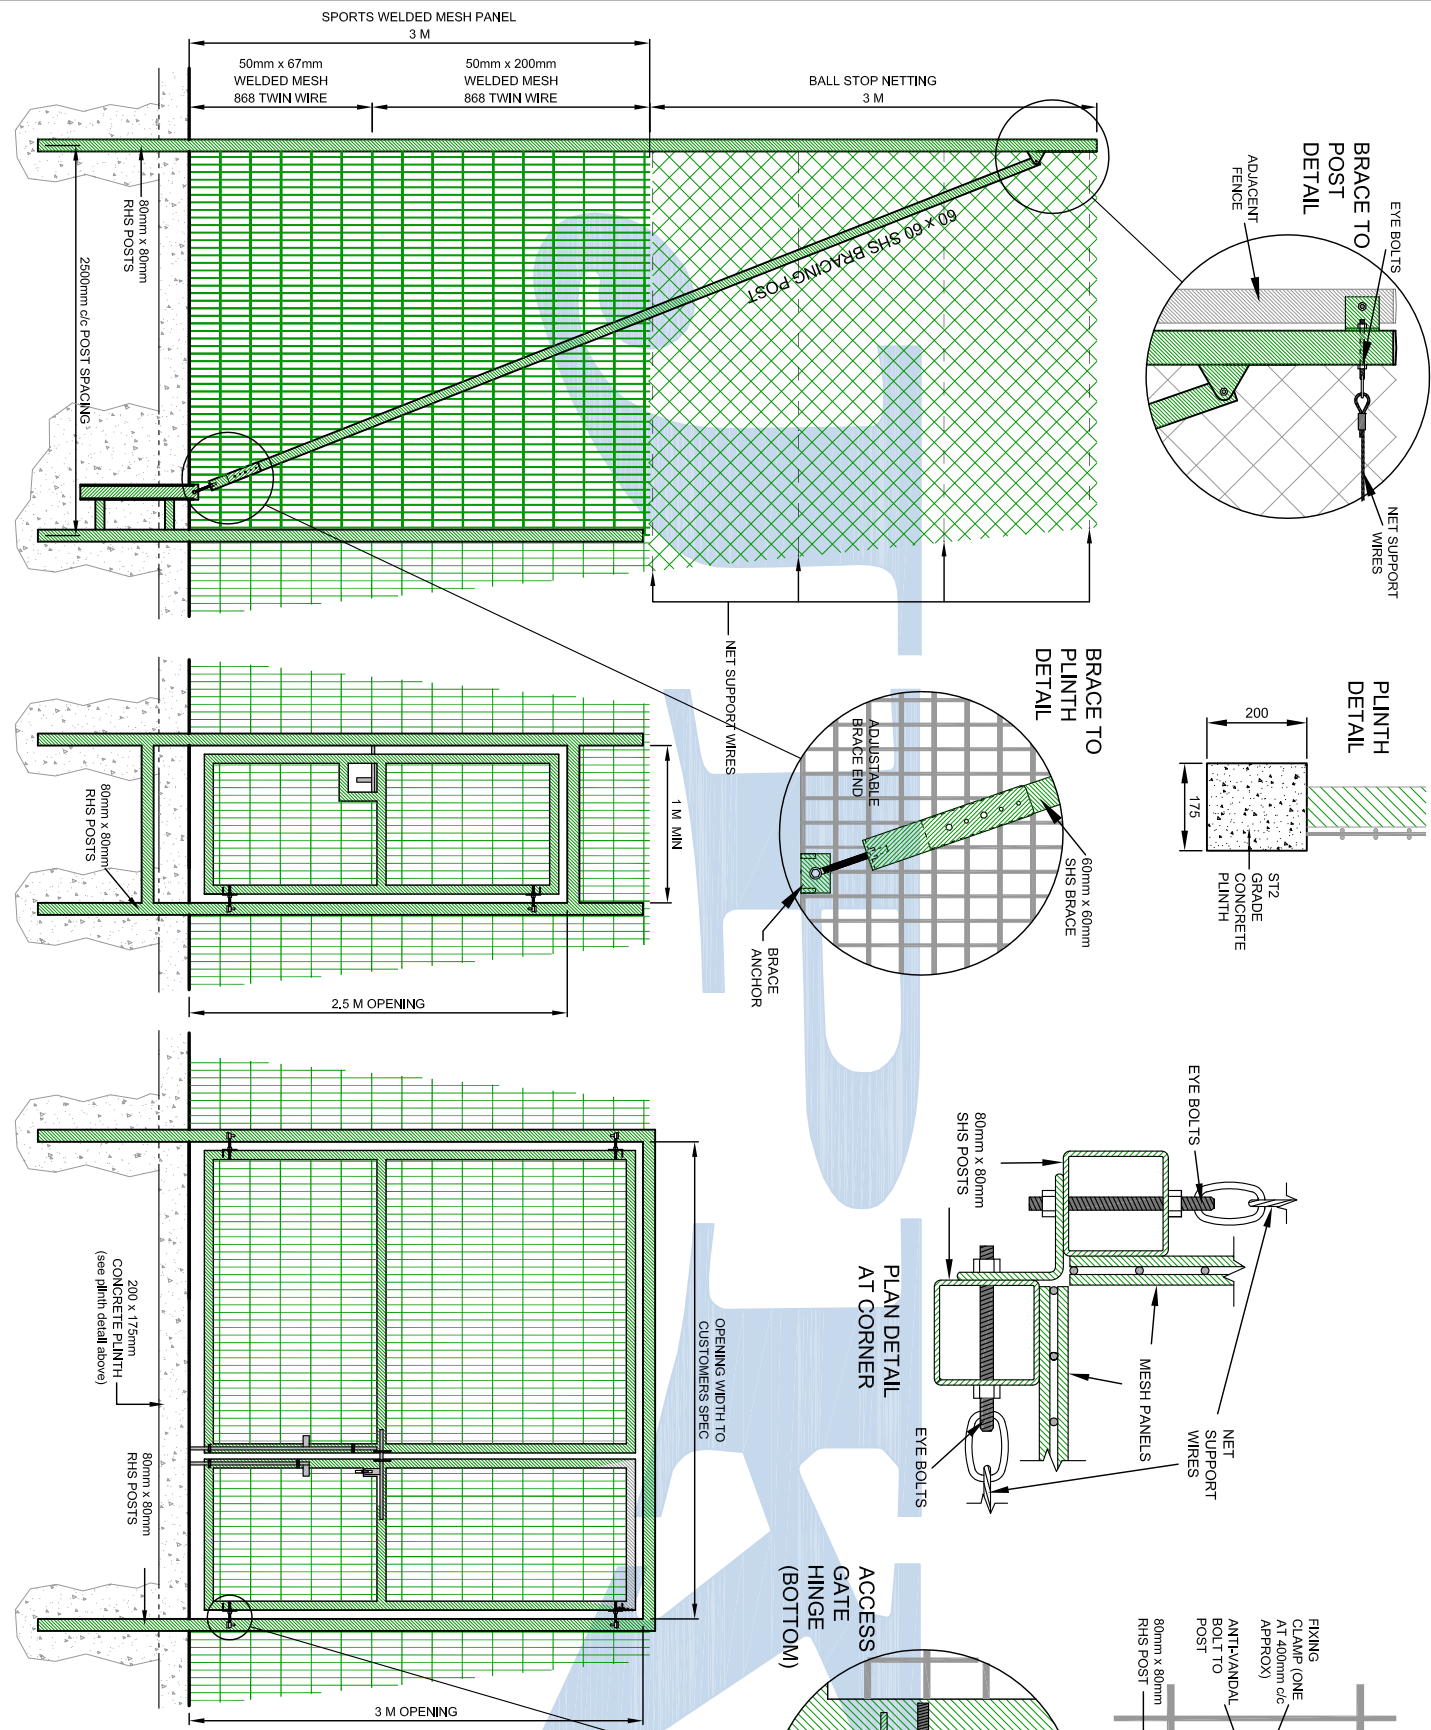 SPORTS WELDED MESH PANEL
3 M
50mm x 67mm
WELDED MESH
868 TWIN WIRE
50mm x 200mm
WELDED MESH
868 TWIN WIRE
BALL STOP NETTING
3 M
BRACE TO
POST
DETAIL
EYE BOLTS
ADJACENT
FENCE
NET SUPPORT
WIRES
60 x 60 SHS BRACING POST
80mm x 80mm
RHS POSTS
2500mm c/c POST SPACING
NET SUPPORT WIRES
BRACE TO
PLINTH
DETAIL
ADJUSTABLE
BRACE END
60mm x 60mm
SHS BRACE
BRACE
ANCHOR
PLINTH
DETAIL
200
175
ST2
GRADE
CONCRETE
PLINTH
1 M MIN
80mm x 80mm
RHS POSTS
2.5 M OPENING
EYE BOLTS
80mm x 80mm
SHS POSTS
PLAN DETAIL
AT CORNER
MESH PANELS
NET
SUPPORT
WIRES
EYE BOLTS
OPENING WIDTH TO
CUSTOMERS SPEC
200 x 175mm
CONCRETE PLINTH
(see plinth detail above)
80mm x 80mm
RHS POSTS
3 M OPENING
ACCESS
GATE
HINGE
(BOTTOM)
FIXING
CLAMP (ONE
AT 400mm c/c
APPROX)
ANTI-VANDAL
BOLT TO
POST
80mm x 80mm
RHS POST